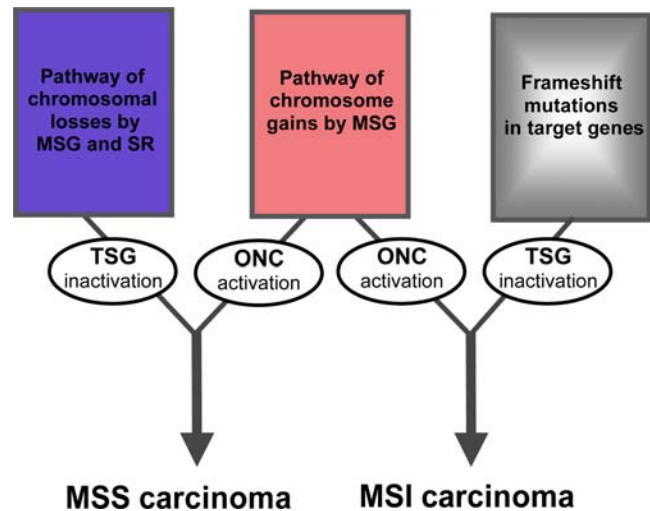 Pathway of
chromosomal
losses by
MSG and SR
Pathway of
chromosome
gains by MSG
Frameshift
mutations
in target genes
TSG
inactivation
ONC
activation
ONC
activation
TSG
inactivation
MSS carcinoma
MSI carcinoma